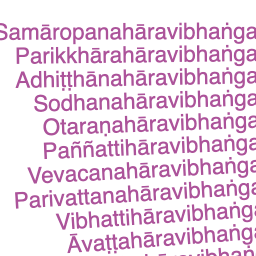 Samāropanahāravibhaṅga
Parikkhārahāravibhaṅga
Adhiṭṭhānahāravibhaṅga
Sodhanahāravibhaṅga
Otaraṇahāravibhaṅga
Paññattihāravibhaṅga
Vevacanahāravibhaṅga
Parivattanahāravibhaṅga
Vibhattihāravibhaṅga
Āvaṭṭahāravibhaṅga